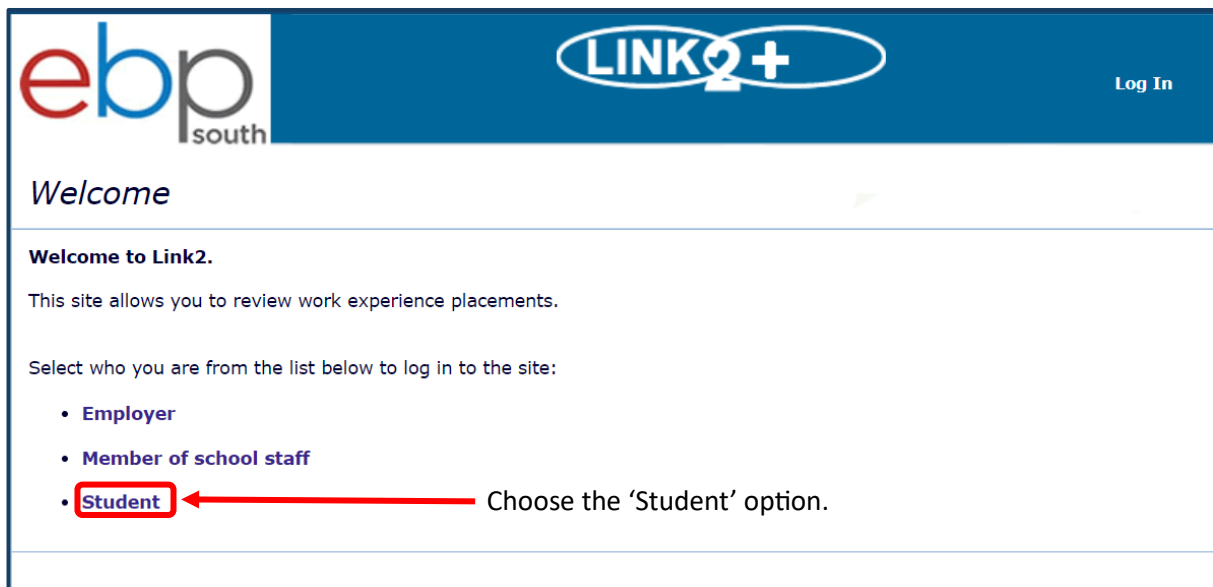 ebp
south
LINK2+
Log In
Welcome
Welcome to Link2.
This site allows you to review work experience placements.
Select who you are from the list below to log in to the site:
• Employer
• Member of school staff
• Student
Choose the ‘Student’ option.